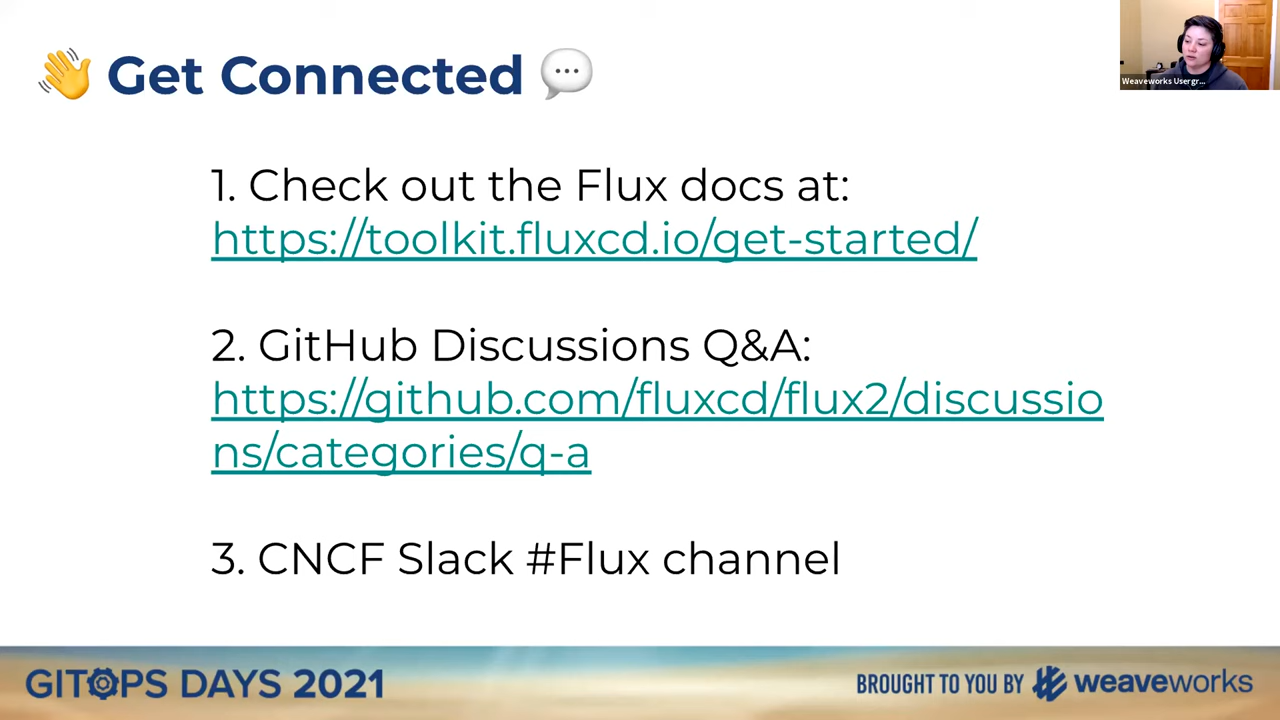 👋 Get Connected 💬
Weaveworks Usergr...
1. Check out the Flux docs at:
https://toolkit.fluxcd.io/get-started/
2. GitHub Discussions Q&A:
https://github.com/fluxcd/flux2/discussio
ns/categories/q-a
3. CNCF Slack #Flux channel
GITOPS DAYS 2021
BROUGHT TO YOU BY weaveworks